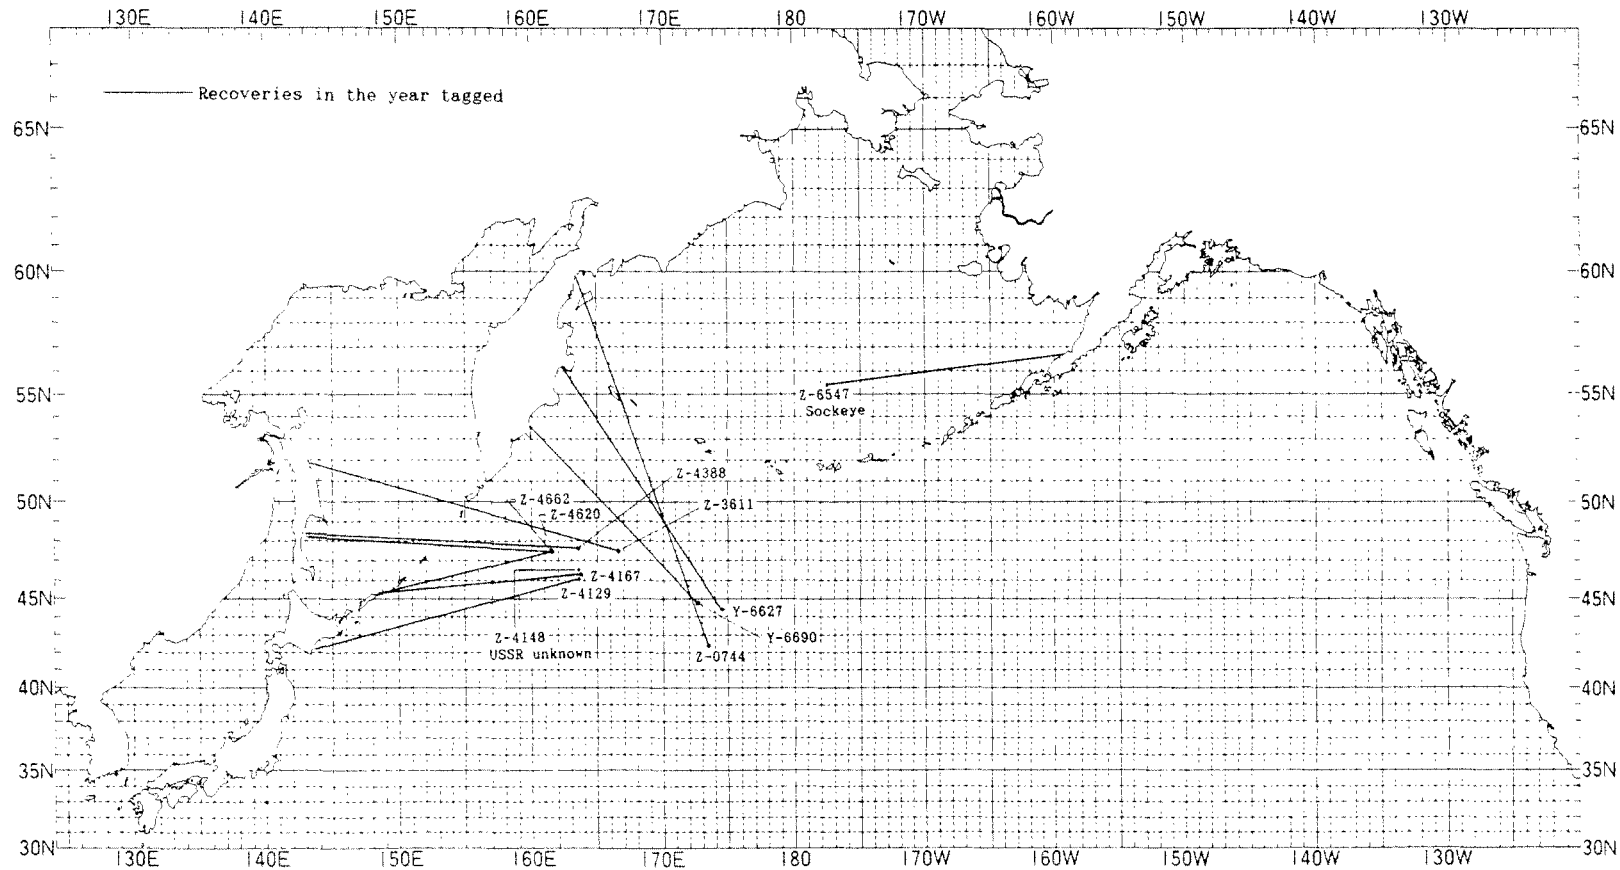 130E 140E 150E 160E 170E 180 170W 160W 150W 140W 130W
Recoveries in the year tagged
65N 65N
60N 60N
55N 55N
Z-6547
Sockeye
Z-4388
50N 50N
Z-4662
Z-3611
Z-4620
Z-4167
Z-4129
45N 45N
Y-6627
Z-4148
Y-6690
USSR unknown
Z-0744
40N 40N
35N 35N
30N 30N
130E 140E 150E 160E 170E 180 170W 160W 150W 140W 130W